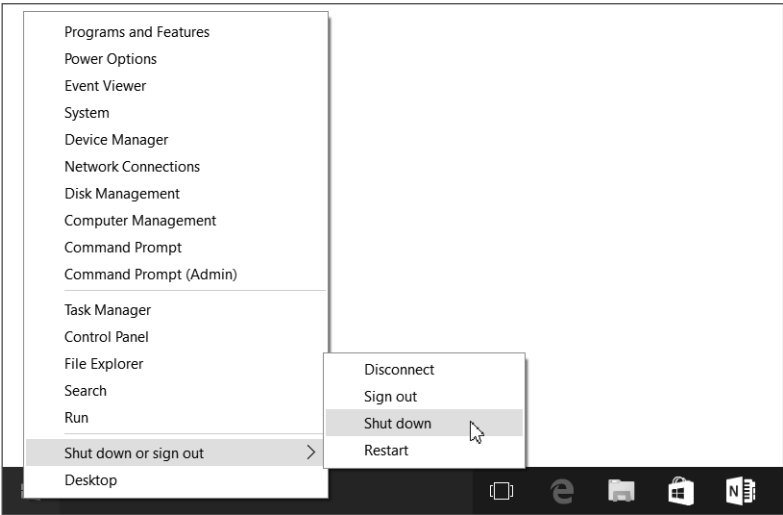 Programs and Features
Power Options
Event Viewer
System
Device Manager
Network Connections
Disk Management
Computer Management
Command Prompt
Command Prompt (Admin)
Task Manager
Control Panel
File Explorer
Search
Run
Shut down or sign out
Desktop
Disconnect
Sign out
Shut down
Restart
N